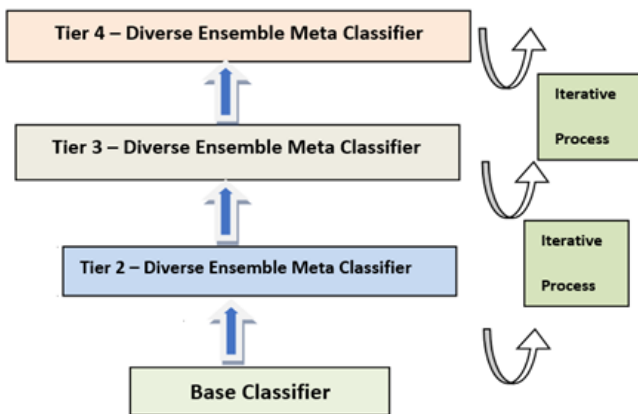 Tier 4 – Diverse Ensemble Meta Classifier
Iterative
Process
Tier 3 – Diverse Ensemble Meta Classifier
Iterative
Process
Tier 2 – Diverse Ensemble Meta Classifier
Base Classifier